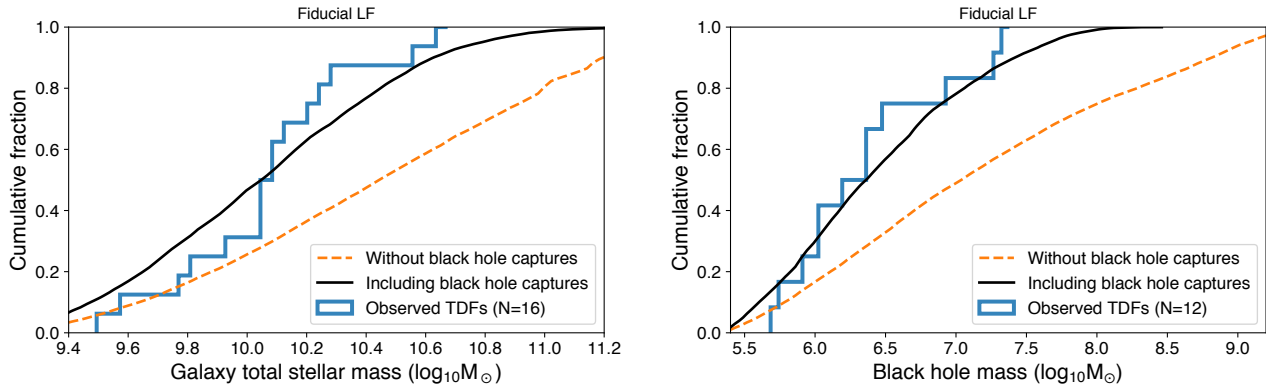 Fiducial LF
1.0
0.8
0.6
0.4
0.2
0.0
Cumulative fraction
Without black hole captures
Including black hole captures
Observed TDFs (N=16)
9.4 9.6 9.8 10.0 10.2 10.4 10.6 10.8 11.0 11.2
Galaxy total stellar mass (log₁₀M☉)
Fiducial LF
1.0
0.8
0.6
0.4
0.2
0.0
Cumulative fraction
Without black hole captures
Including black hole captures
Observed TDFs (N=12)
5.5 6.0 6.5 7.0 7.5 8.0 8.5 9.0
Black hole mass (log₁₀M☉)